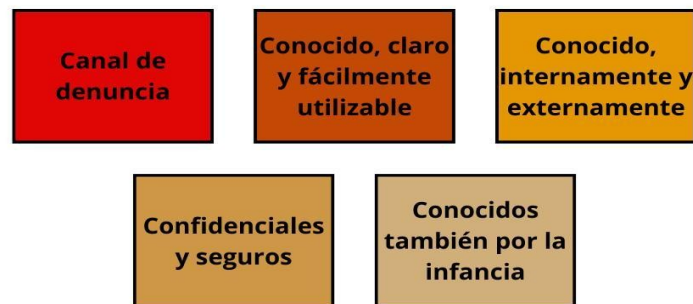 Canal de
denuncia
Conocido, claro
y fácilmente
utilizable
Conocido,
internamente y
externamente
Confidenciales
y seguros
Conocidos
también por la
infancia